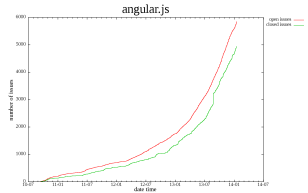 angular.js
open issues
closed issues
number of issues
6000
5000
4000
3000
2000
1000
0
10-07 11-01 11-07 12-01 12-07 13-01 13-07 14-01 14-07
date time